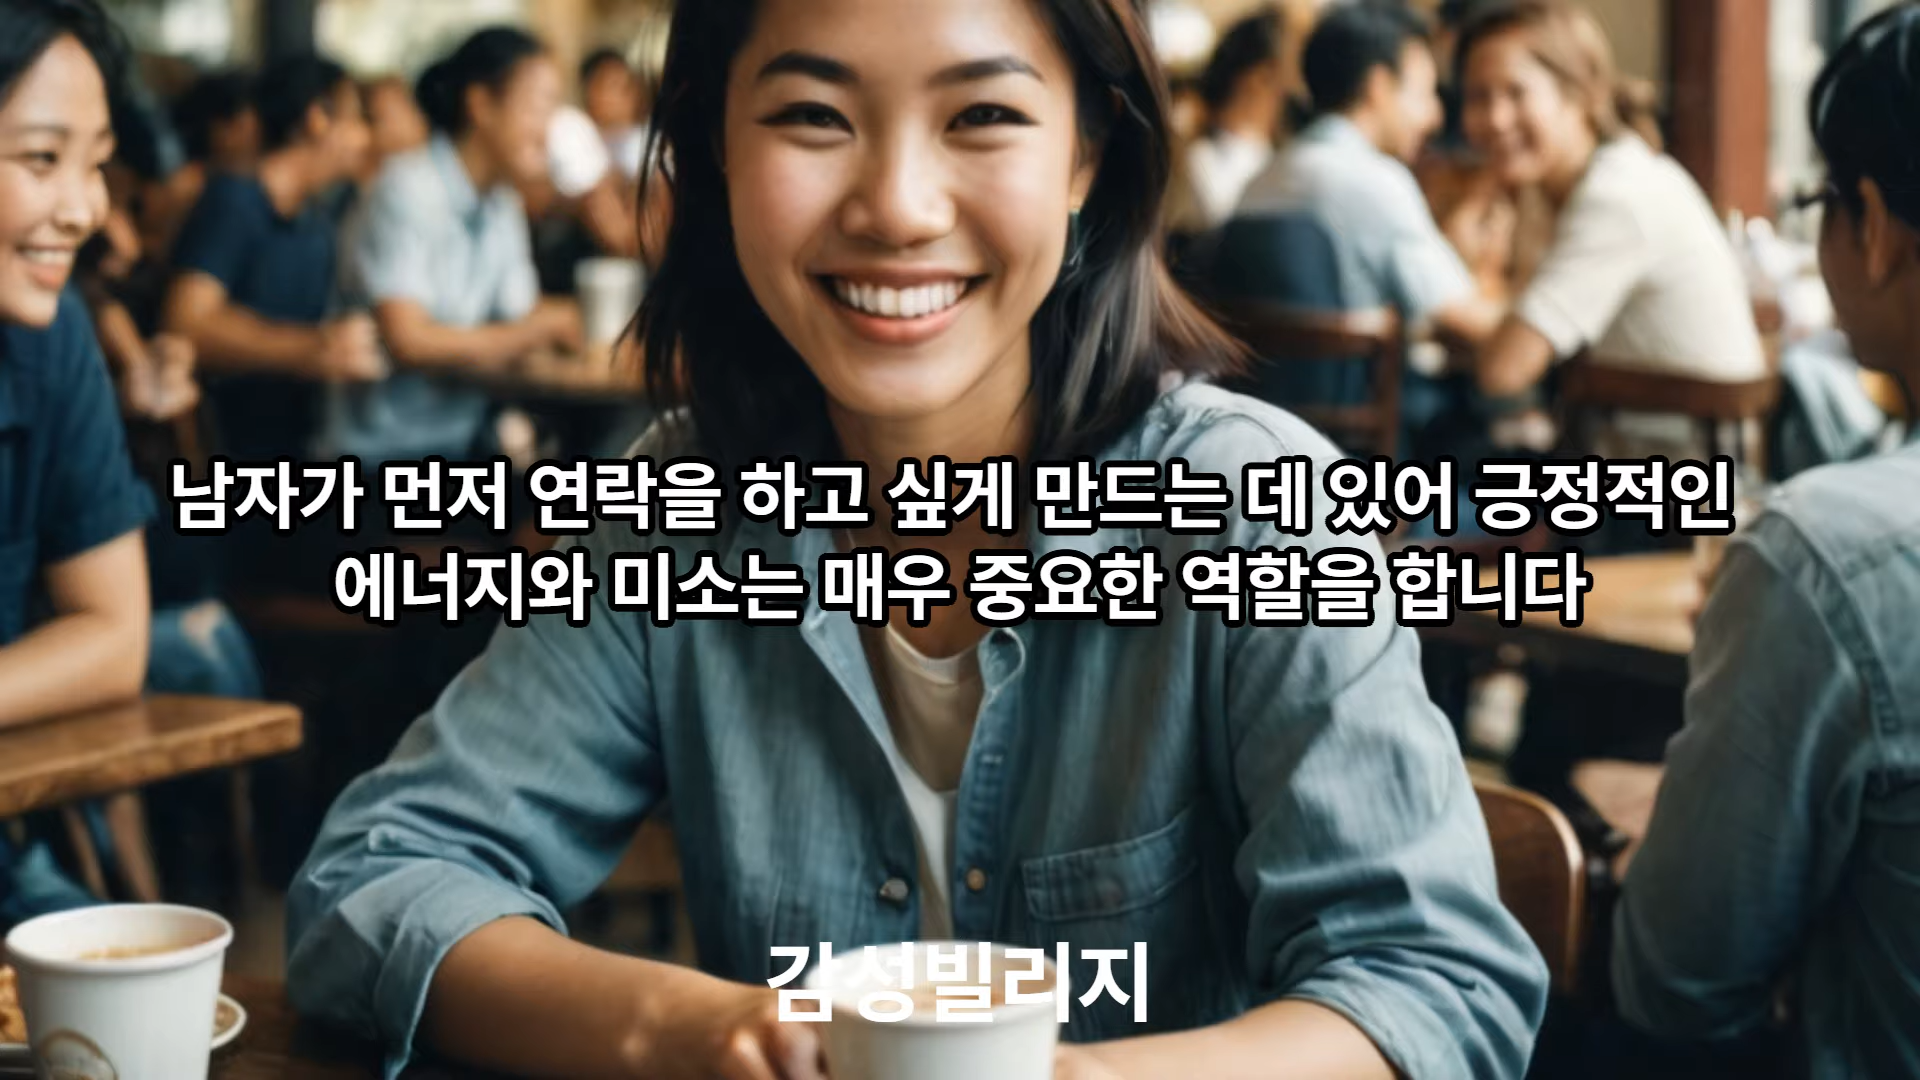 남자가 먼저 연락을 하고 싶게 만드는 데 있어 긍정적인
에너지와 미소는 매우 중요한 역할을 합니다
감성빌리지